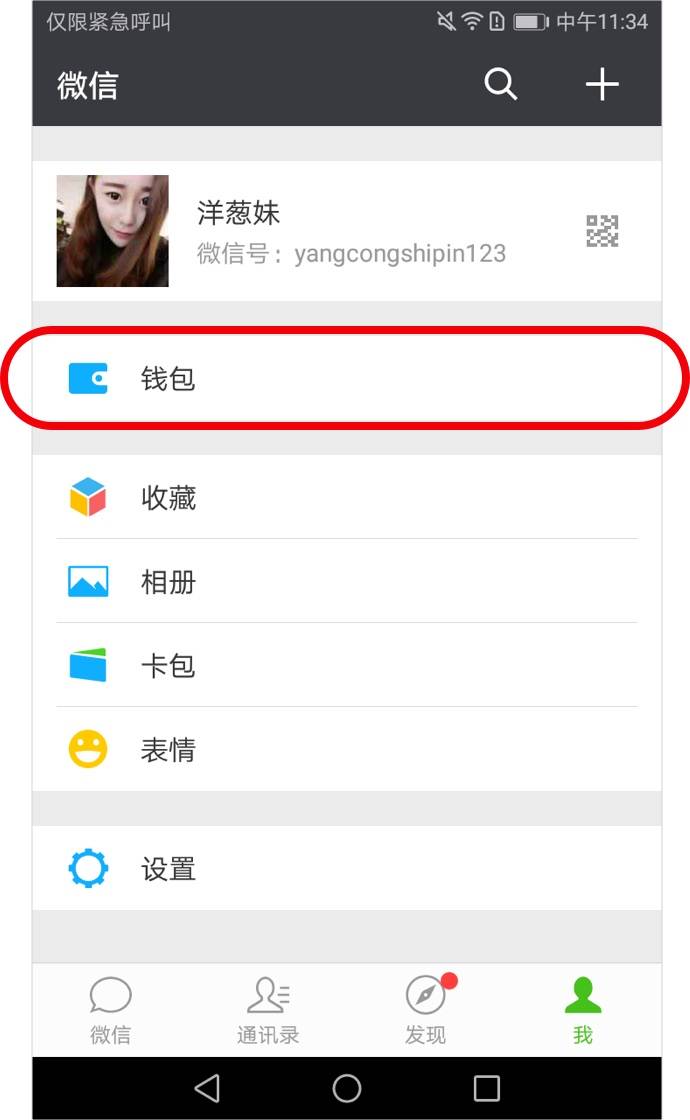 仅限紧急呼叫 中午11:34
微信
洋葱妹
微信号：yangcongshipin123
钱包
收藏
相册
卡包
表情
设置
微信 通讯录 发现 我